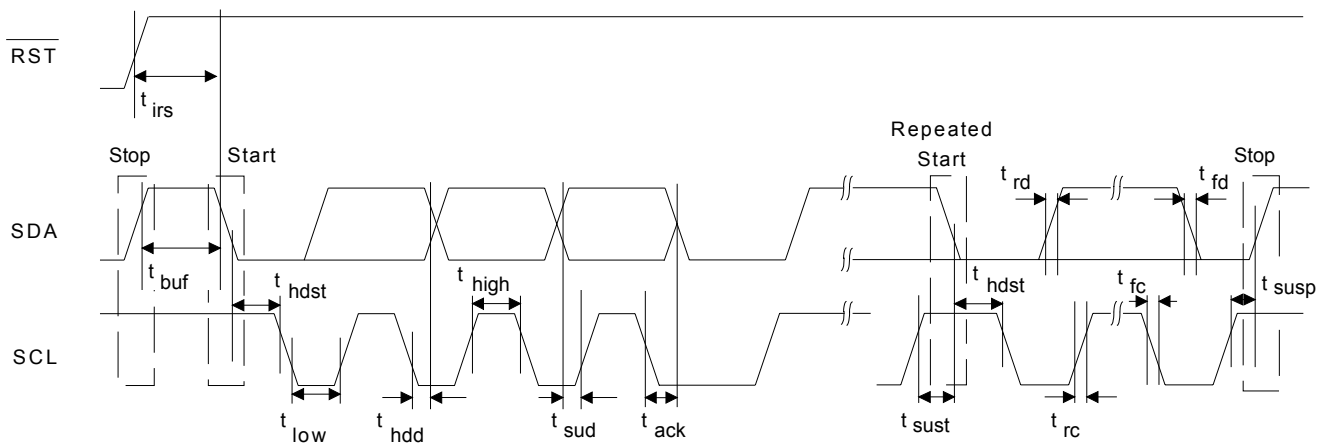 RST
t irs
Repeated
Stop Start Start Stop
t rd t fd
SDA
t buf t hdst t high t hdst t fc t susp
SCL
t low t hdd t sud t ack t sust t rc